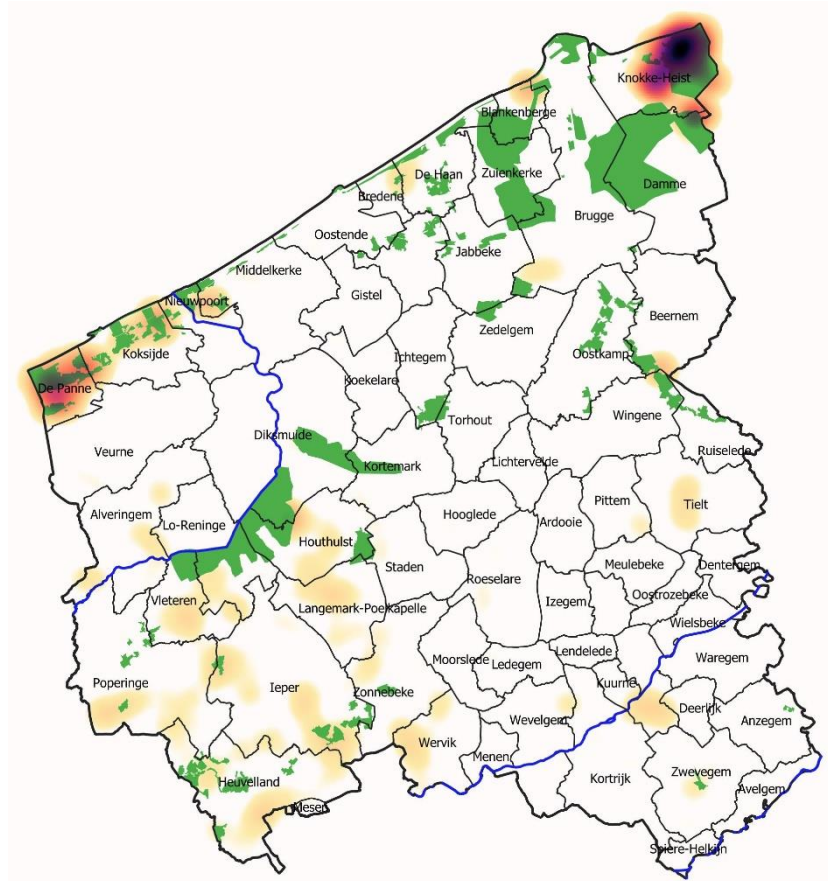 Knokke-Heist
Blankenberge
De Haan
Zuienkerke
Damme
Bredene
Brugge
Oostende
Jabbeke
Middelkerke
Gistel
Nieuwpoort
Beernem
Zedelgem
Koksijde
Ichtegem
Oostkamp
De Panne
Koekelare
Torhout
Wingene
Diksmuide
Veurne
Kortemark
Ruiselede
Lichtervelde
Pittem
Tielt
Alveringem
Lo-Reninge
Hooglede
Ardooie
Houthulst
Staden
Meulebeke
Dentergem
Roeselare
Vleteren
Langemark-Poelkapelle
Izegem
Oostrozebeke
Wielsbeke
Moorslede
Ledegem
Lendelede
Waregem
Poperinge
Ieper
Zonnebeke
Kuurne
Deerlijk
Wevelgem
Anzegem
Wervik
Menen
Zwevegem
Heuvelland
Kortrijk
Avelgem
Mesen
Spiere-Helkijn